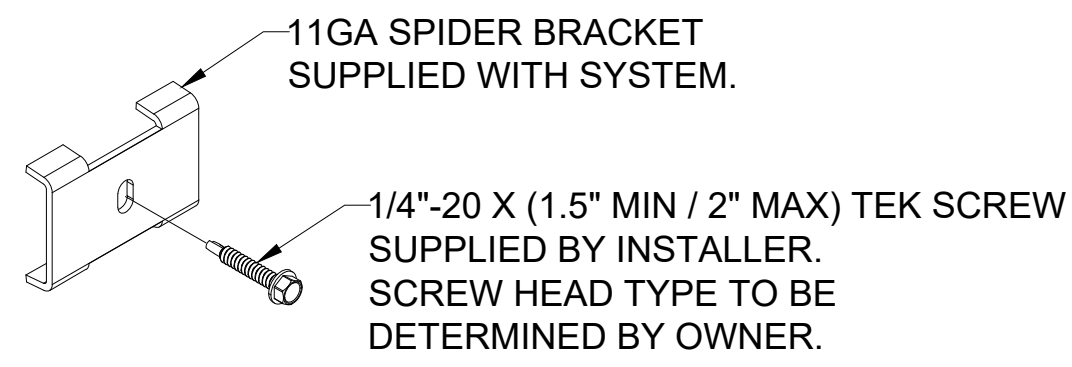 11GA SPIDER BRACKET
SUPPLIED WITH SYSTEM.
1/4"-20 X (1.5" MIN / 2" MAX) TEK SCREW
SUPPLIED BY INSTALLER.
SCREW HEAD TYPE TO BE
DETERMINED BY OWNER.